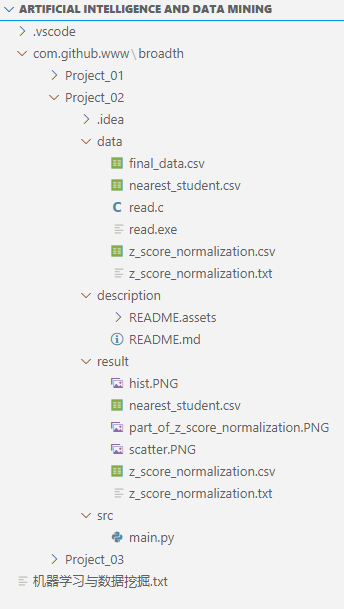 ARTIFICIAL INTELLIGENCE AND DATA MINING
.vscode
com.github.www\broadth
Project_01
Project_02
.idea
data
final_data.csv
nearest_student.csv
read.c
read.exe
z_score_normalization.csv
z_score_normalization.txt
description
README.assets
README.md
result
hist.PNG
nearest_student.csv
part_of_z_score_normalization.PNG
scatter.PNG
z_score_normalization.csv
z_score_normalization.txt
src
main.py
Project_03
机器学习与数据挖掘.txt